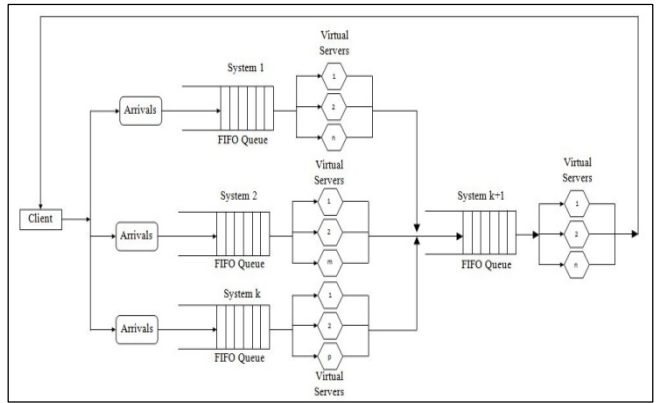 Virtual
Servers
System 1
1
2
n
Arrivals
FIFO Queue
Virtual
Servers
System 2
1
2
m
Arrivals
FIFO Queue
Client
System k
1
2
p
Arrivals
FIFO Queue
Virtual
Servers
System k+1
FIFO Queue
Virtual
Servers
1
2
n